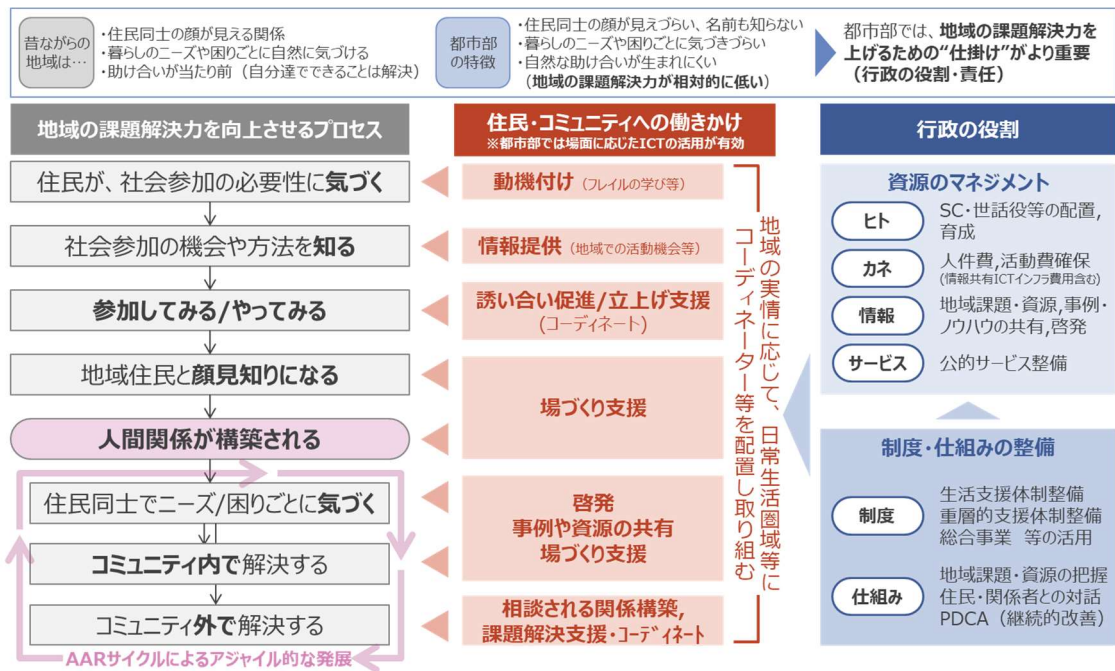 昔ながらの
地域は…
・住民同士の顔が見える関係
・暮らしのニーズや困りごとに自然に気づける
・助け合いが当たり前（自分達でできることは解決）
都市部
の特徴
・住民同士の顔が見えづらい、名前も知らない
・暮らしのニーズや困りごとに気づきづらい
・自然な助け合いが生まれにくい
（地域の課題解決力が相対的に低い）
都市部では、地域の課題解決力を
上げるための“仕掛け”がより重要
（行政の役割・責任）
地域の課題解決力を向上させるプロセス
住民が、社会参加の必要性に気づく
社会参加の機会や方法を知る
参加してみる/やってみる
地域住民と顔見知りになる
人間関係が構築される
住民同士でニーズ/困りごとに気づく
コミュニティ内で解決する
コミュニティ外で解決する
AARサイクルによるアジャイル的な発展
住民・コミュニティへの働きかけ
※都市部では場面に応じたICTの活用が有効
動機付け（フレイルの学び等）
情報提供（地域での活動機会等）
誘い合い促進/立上げ支援
(コーディネート)
場づくり支援
啓発
事例や資源の共有
場づくり支援
相談される関係構築,
課題解決支援・コーディネート
地域の実情に応じて、日常生活圏域等に
コーディネーター等を配置し取り組む
行政の役割
資源のマネジメント
ヒト
SC・世話役等の配置,
育成
カネ
人件費,活動費確保
(情報共有ICTインフラ費用含む)
情報
地域課題・資源,事例・
ノウハウの共有,啓発
サービス
公的サービス整備
制度・仕組みの整備
制度
生活支援体制整備
重層的支援体制整備
総合事業 等の活用
仕組み
地域課題・資源の把握
住民・関係者との対話
PDCA（継続的改善）